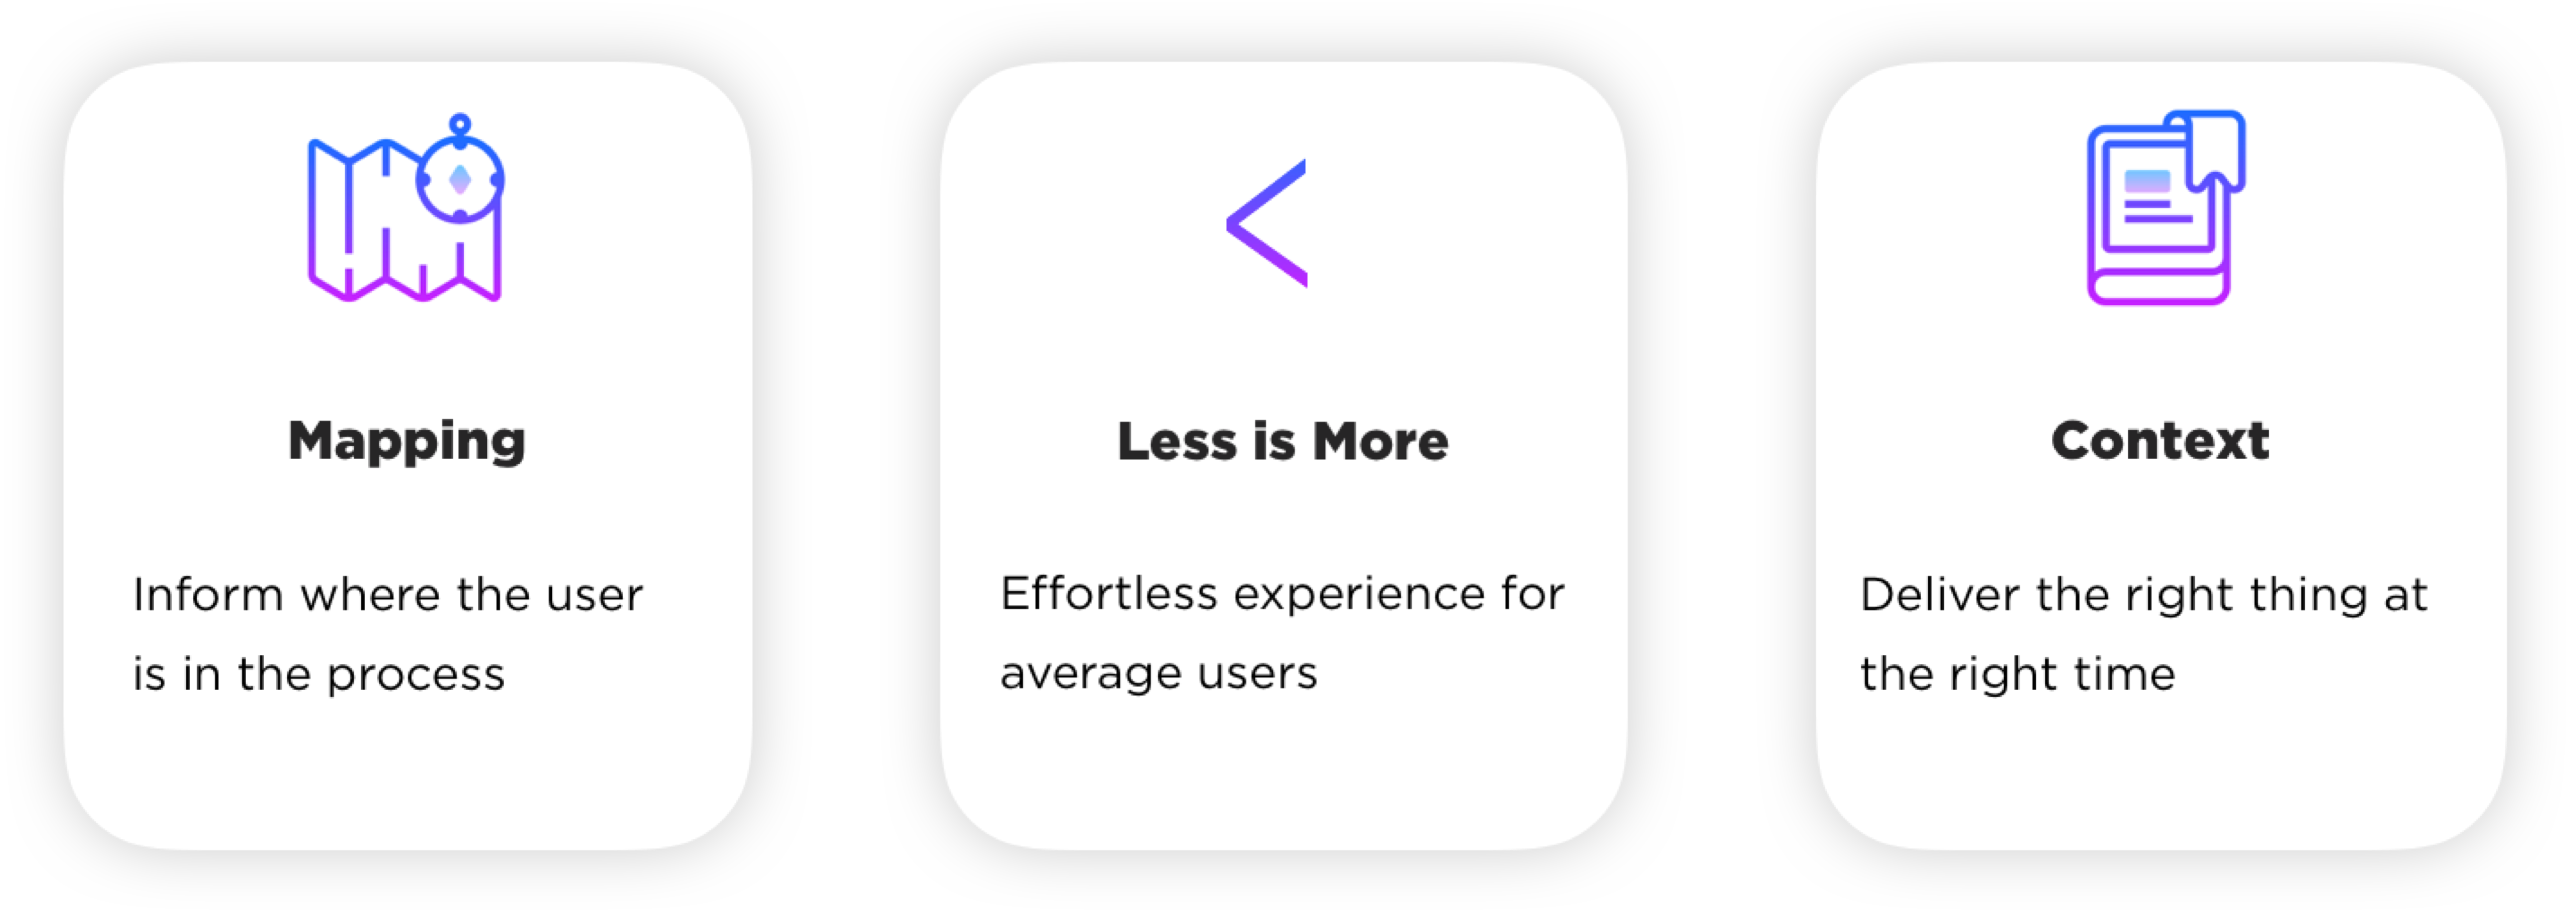 Mapping
Inform where the user
is in the process
Less is More
Effortless experience for
average users
Context
Deliver the right thing at
the right time